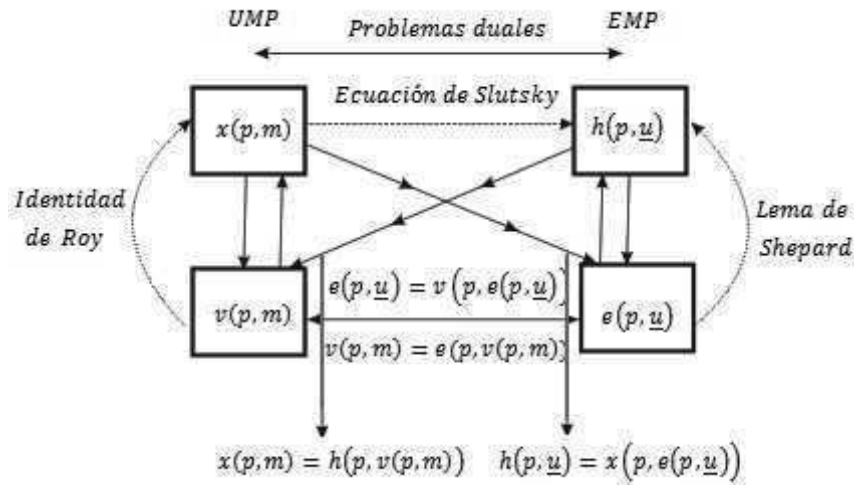 UMP
Problemas duales
EMP
Ecuación de Slutsky
x(p,m)
h(p,u̲)
Identidad
de Roy
Lema de
Shepard
e(p,u̲) = v(p,e(p,u̲))
v(p,m)
e(p,u̲)
v(p,m) = e(p,v(p,m))
x(p,m) = h(p,v(p,m))
h(p,u̲) = x(p,e(p,u̲))